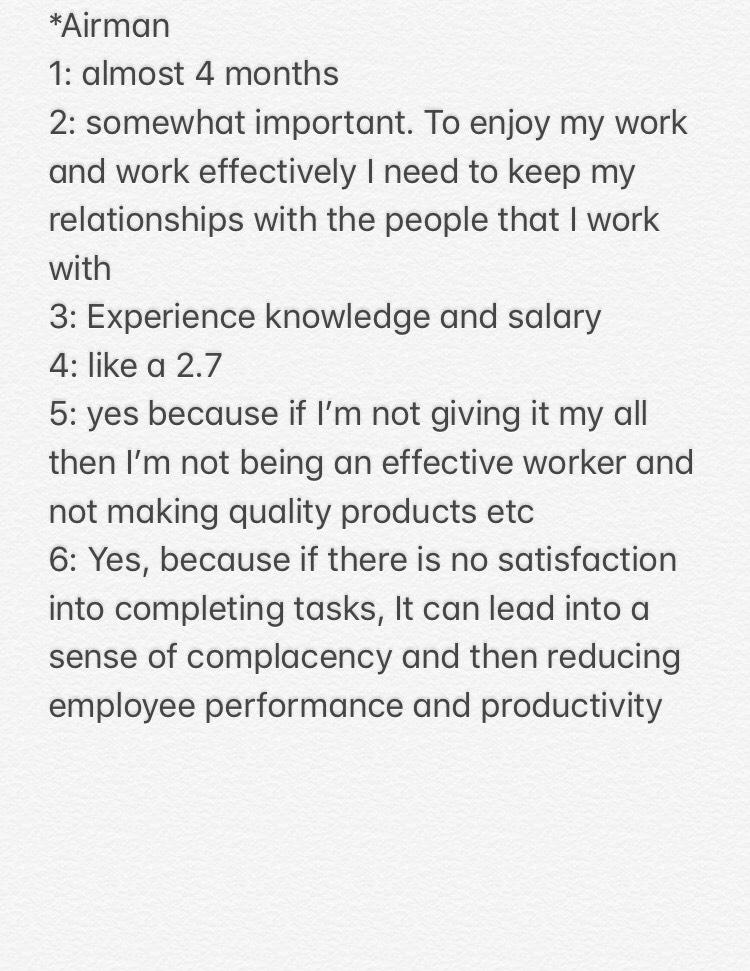 *Airman
1: almost 4 months
2: somewhat important. To enjoy my work
and work effectively I need to keep my
relationships with the people that I work
with
3: Experience knowledge and salary
4: like a 2.7
5: yes because if I’m not giving it my all
then I’m not being an effective worker and
not making quality products etc
6: Yes, because if there is no satisfaction
into completing tasks, It can lead into a
sense of complacency and then reducing
employee performance and productivity